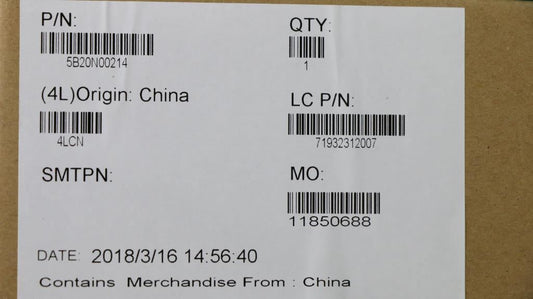 P/N:
5B20N00214
QTY:
1
(4L)Origin: China
4LCN
LC P/N:
71932312007
SMTPN:
MO:
11850688
DATE: 2018/3/16 14:56:40
Contains Merchandise From : China